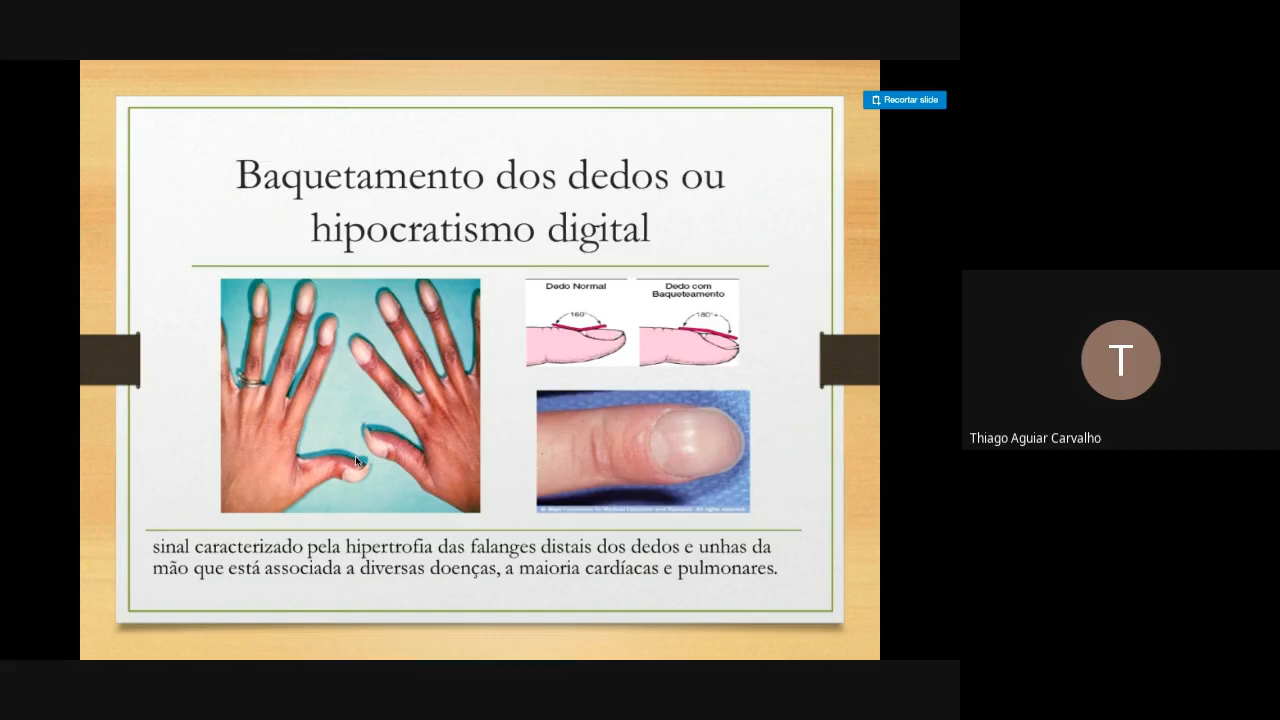 Recortar slide
Baquetamento dos dedos ou
hipocratismo digital
Dedo Normal
160°
Dedo com
Baqueteamento
180°+
sinal caracterizado pela hipertrofia das falanges distais dos dedos e unhas da
mão que está associada a diversas doenças, a maioria cardíacas e pulmonares.
T
Thiago Aguiar Carvalho